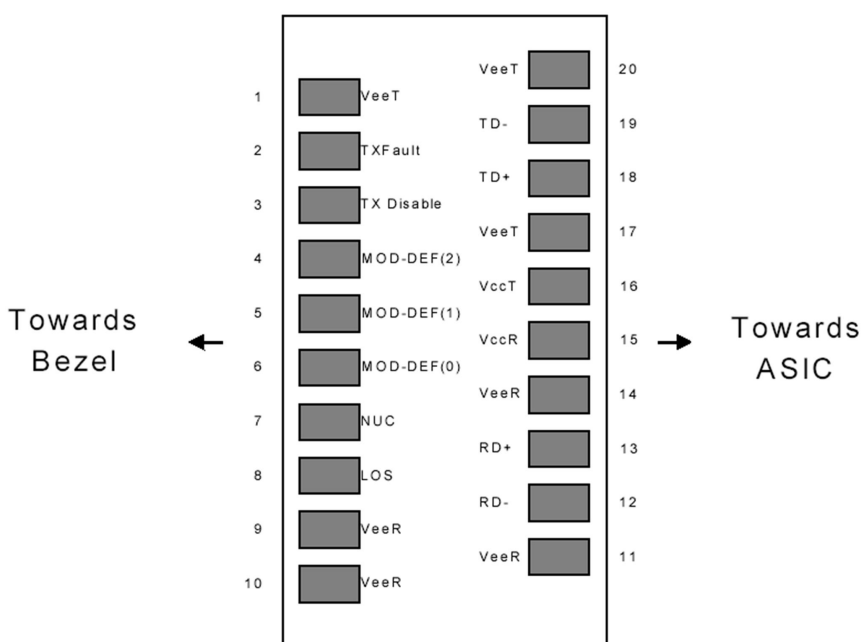 VeeT 20
1 VeeT
TD- 19
2 TXFault
TD+ 18
3 TX Disable
VeeT 17
4 MOD-DEF(2)
VccT 16
5 MOD-DEF(1)
Towards
Bezel
VccR 15
Towards
ASIC
6 MOD-DEF(0)
VeeR 14
7 NUC
RD+ 13
8 LOS
RD- 12
9 VeeR
VeeR 11
10 VeeR